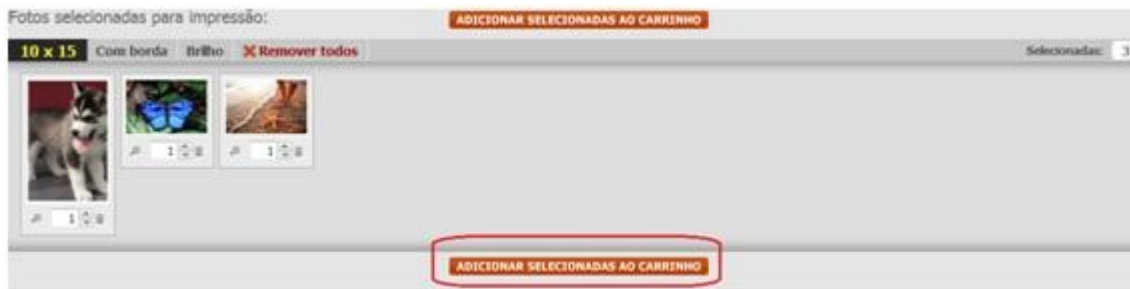 Fotos selecionadas para impressão: ADICIONAR SELECIONADAS AO CARRINHO
10 x 15 Com borda Brilho Remover todos Selecionadas: 3
1 1
1
ADICIONAR SELECIONADAS AO CARRINHO